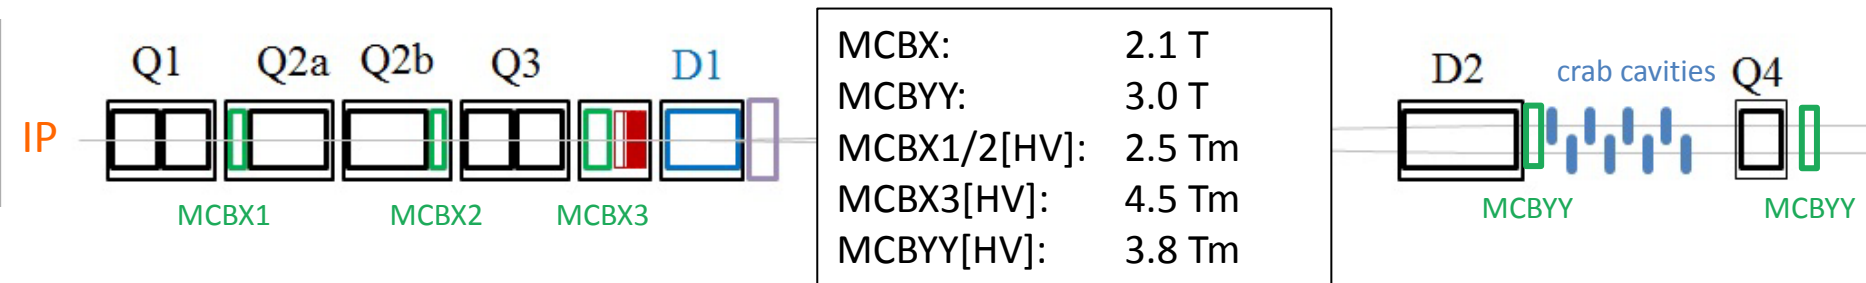 IP
Q1
Q2a
Q2b
Q3
D1
MCBX1
MCBX2
MCBX3
MCBX: 2.1 T
MCBYY: 3.0 T
MCBX1/2[HV]: 2.5 Tm
MCBX3[HV]: 4.5 Tm
MCBYY[HV]: 3.8 Tm
D2
crab cavities
Q4
MCBYY
MCBYY